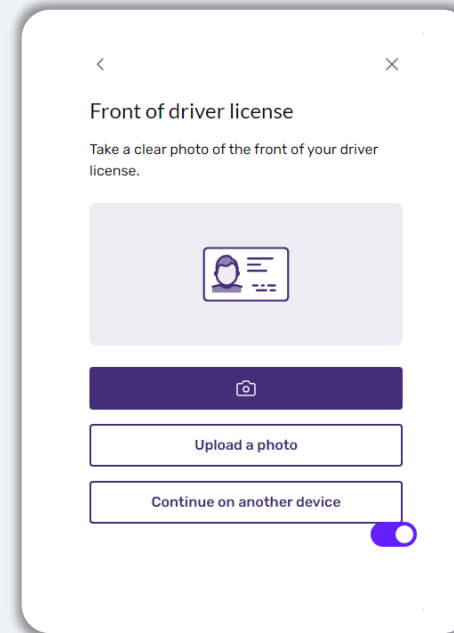 Front of driver license
Take a clear photo of the front of your driver
license.
Upload a photo
Continue on another device